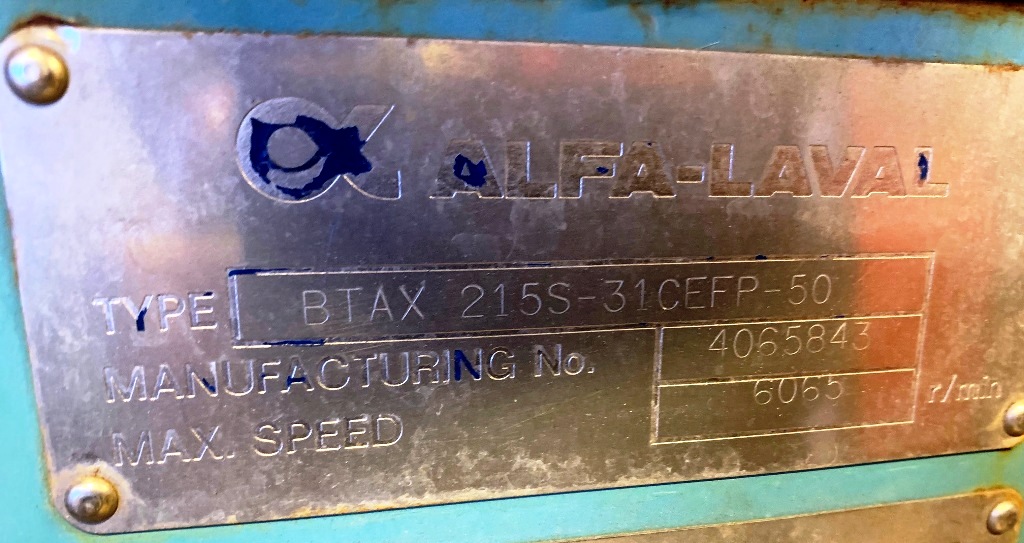 ALFA-LAVAL
TYPE BTAX 215S-31CEFP-50
MANUFACTURING No. 4065843
MAX. SPEED 6065 r/min